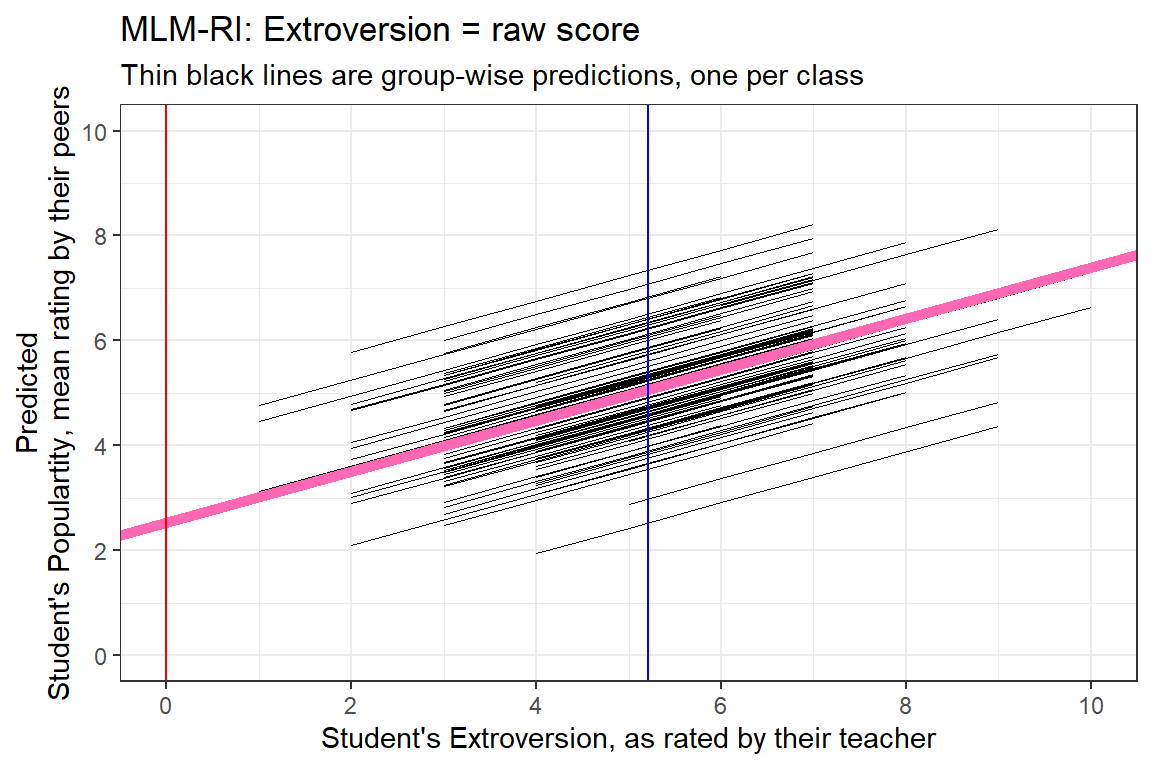 MLM-RI: Extroversion = raw score
Thin black lines are group-wise predictions, one per class
Predicted
Student's Populartity, mean rating by their peers
10
8
6
4
2
0
0 2 4 6 8 10
Student's Extroversion, as rated by their teacher